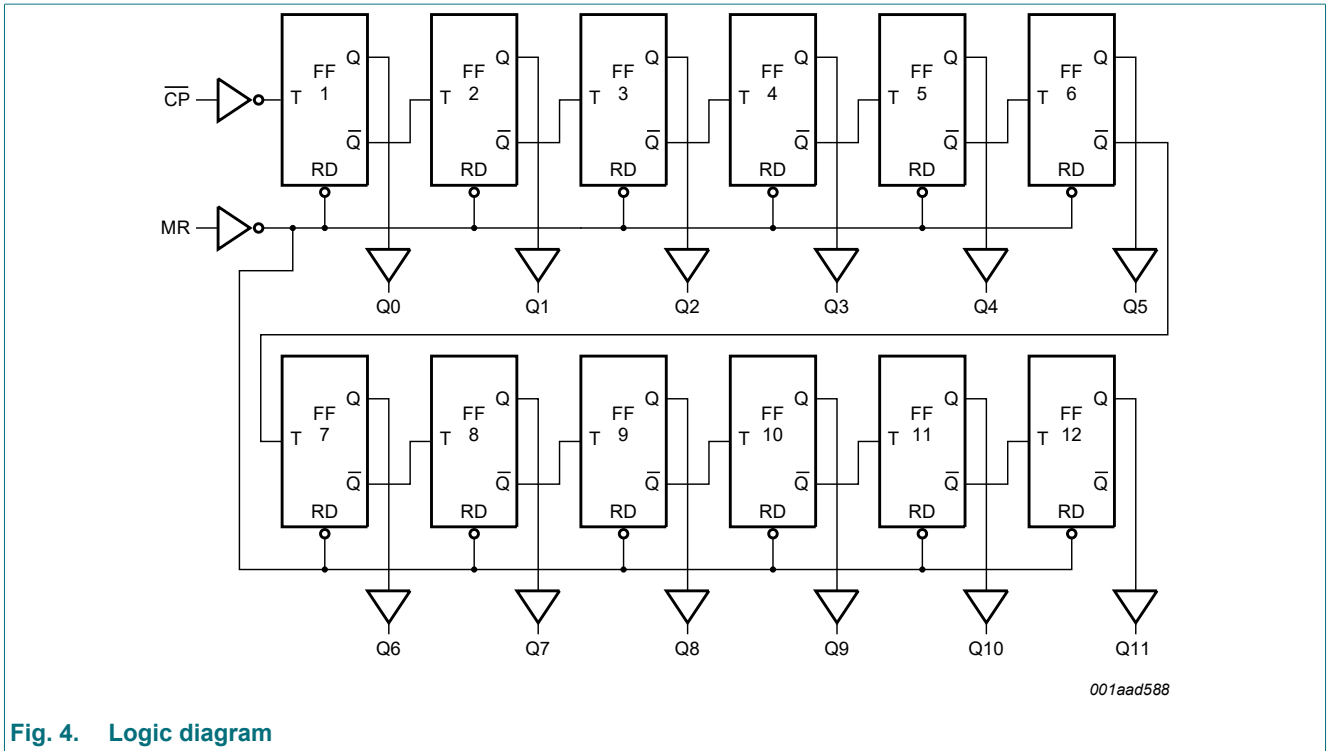 Q Q Q Q Q Q
FF FF FF FF FF FF
C̅P̅ T 1 T 2 T 3 T 4 T 5 T 6
Q̅ Q̅ Q̅ Q̅ Q̅ Q̅
RD RD RD RD RD RD
MR
Q0 Q1 Q2 Q3 Q4 Q5
Q Q Q Q Q Q
FF FF FF FF FF FF
T 7 T 8 T 9 T 10 T 11 T 12
Q̅ Q̅ Q̅ Q̅ Q̅ Q̅
RD RD RD RD RD RD
Q6 Q7 Q8 Q9 Q10 Q11
001aad588
Fig. 4. Logic diagram